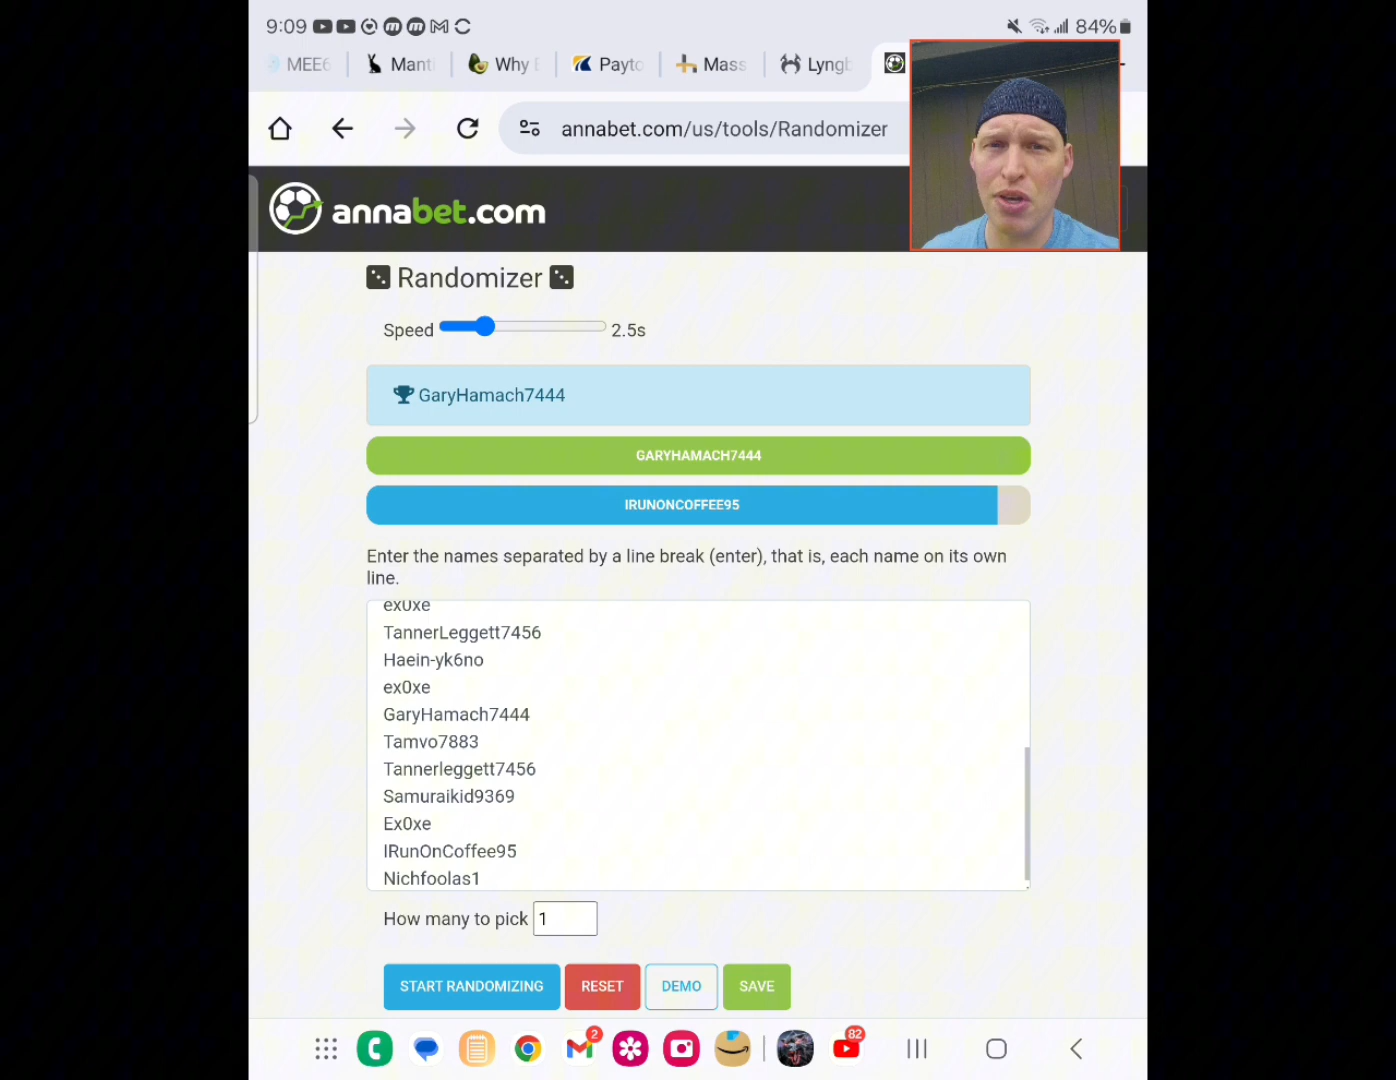 9:09
84%
MEE6
Manti
Why E
Payto
Mass
Lyngb
annabet.com/us/tools/Randomizer
annabet.com
Randomizer
Speed 2.5s
GaryHamach7444
GARYHAMACH7444
IRUNONCOFFEE95
Enter the names separated by a line break (enter), that is, each name on its own
line.
ex0xe
TannerLeggett7456
Haein-yk6no
ex0xe
GaryHamach7444
Tamvo7883
Tannerleggett7456
Samuraikid9369
Ex0xe
IRunOnCoffee95
Nichfoolas1
How many to pick 1
START RANDOMIZING RESET DEMO SAVE
2
82